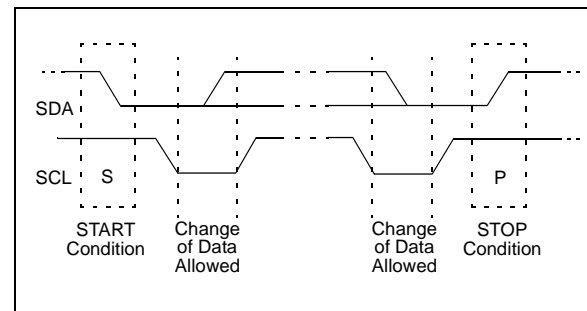 SDA
SCL
S
P
START
Condition
Change
of Data
Allowed
Change
of Data
Allowed
STOP
Condition